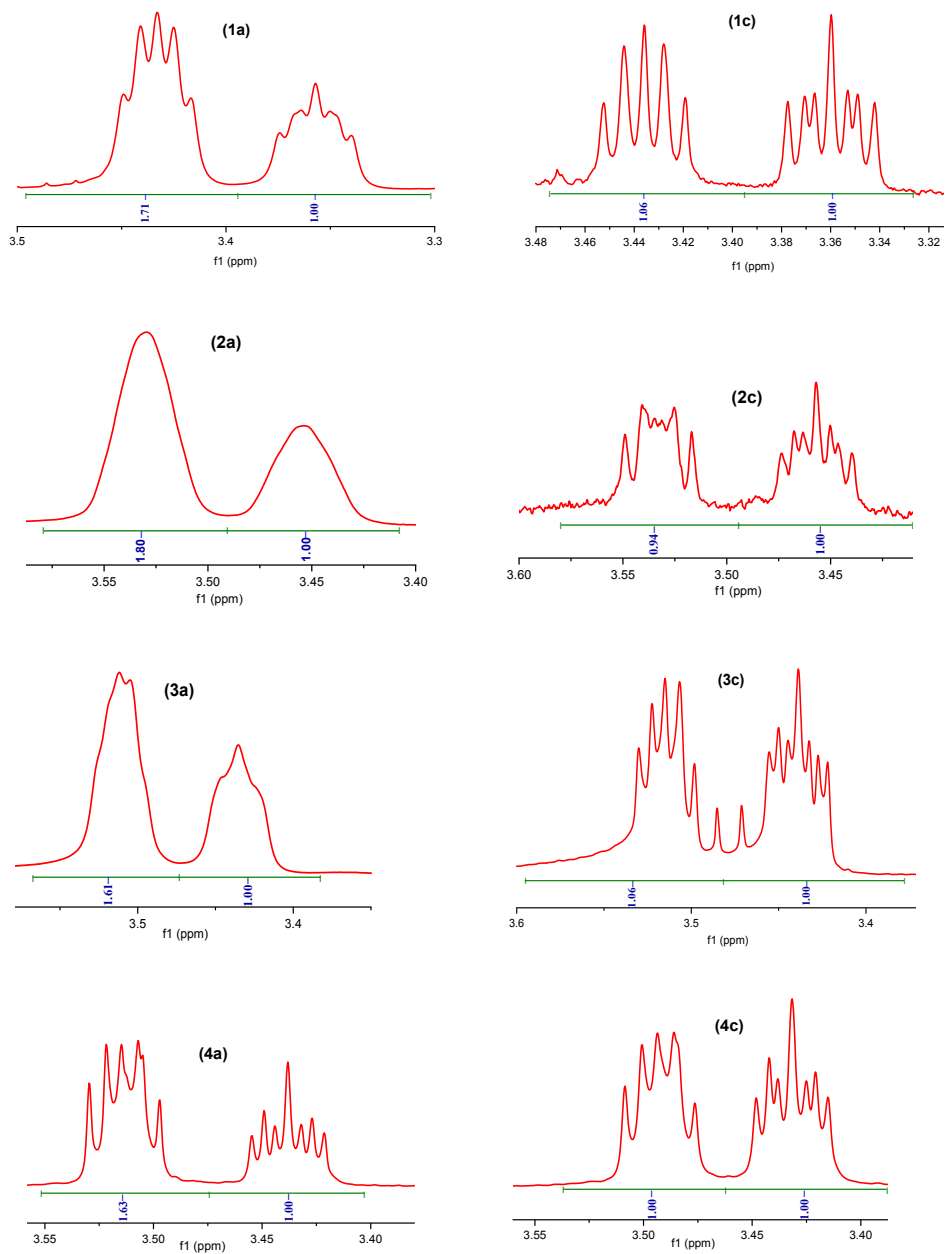 (1a)
1.71
1.00
3.5 3.4 3.3
f1 (ppm)
(1c)
1.06
1.00
3.48 3.46 3.44 3.42 3.40 3.38 3.36 3.34 3.32
f1 (ppm)
(2a)
1.80
1.00
3.55 3.50 3.45 3.40
f1 (ppm)
(2c)
0.94
1.00
3.60 3.55 3.50 3.45
f1 (ppm)
(3a)
1.61
1.00
3.5 3.4
f1 (ppm)
(3c)
1.06
1.00
3.6 3.5 3.4
f1 (ppm)
(4a)
1.63
1.00
3.55 3.50 3.45 3.40
f1 (ppm)
(4c)
1.00
1.00
3.55 3.50 3.45 3.40
f1 (ppm)